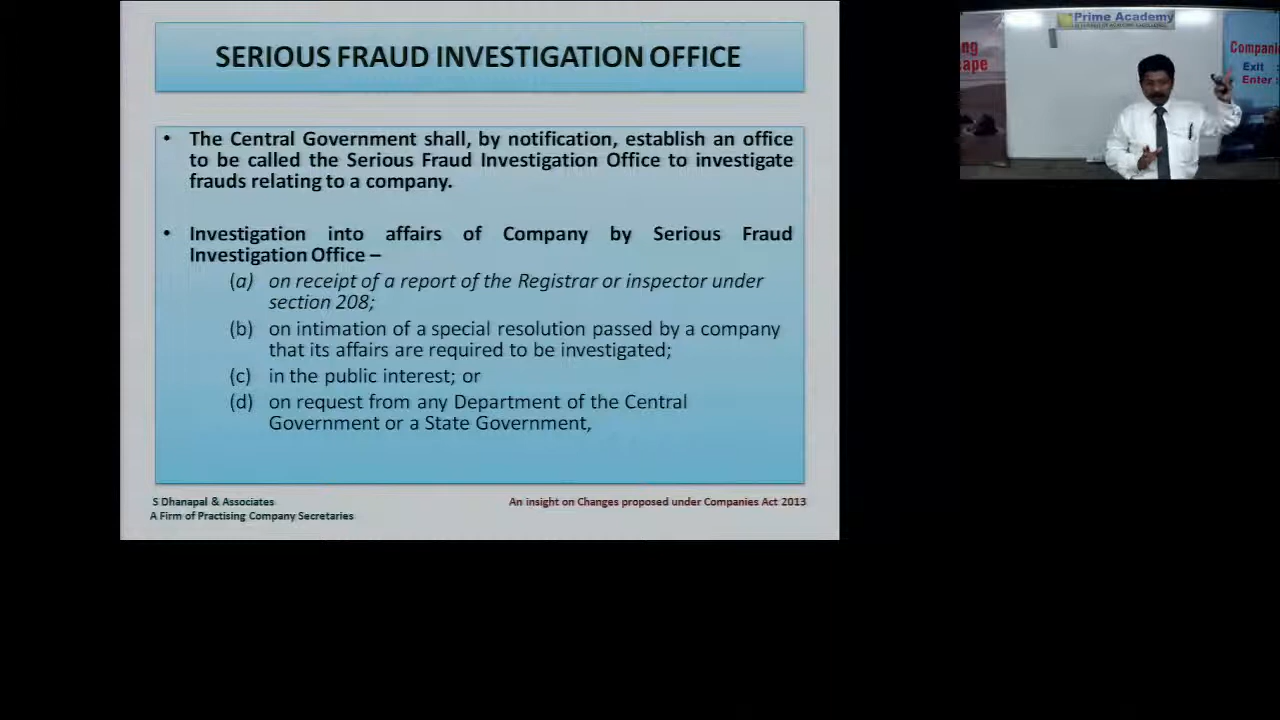 SERIOUS FRAUD INVESTIGATION OFFICE
• The Central Government shall, by notification, establish an office
to be called the Serious Fraud Investigation Office to investigate
frauds relating to a company.
• Investigation into affairs of Company by Serious Fraud
Investigation Office –
(a) on receipt of a report of the Registrar or inspector under
section 208;
(b) on intimation of a special resolution passed by a company
that its affairs are required to be investigated;
(c) in the public interest; or
(d) on request from any Department of the Central
Government or a State Government,
S Dhanapal & Associates
A Firm of Practising Company Secretaries
An insight on Changes proposed under Companies Act 2013
Prime Academy
ng
cape
Compani
Exit :
Enter :